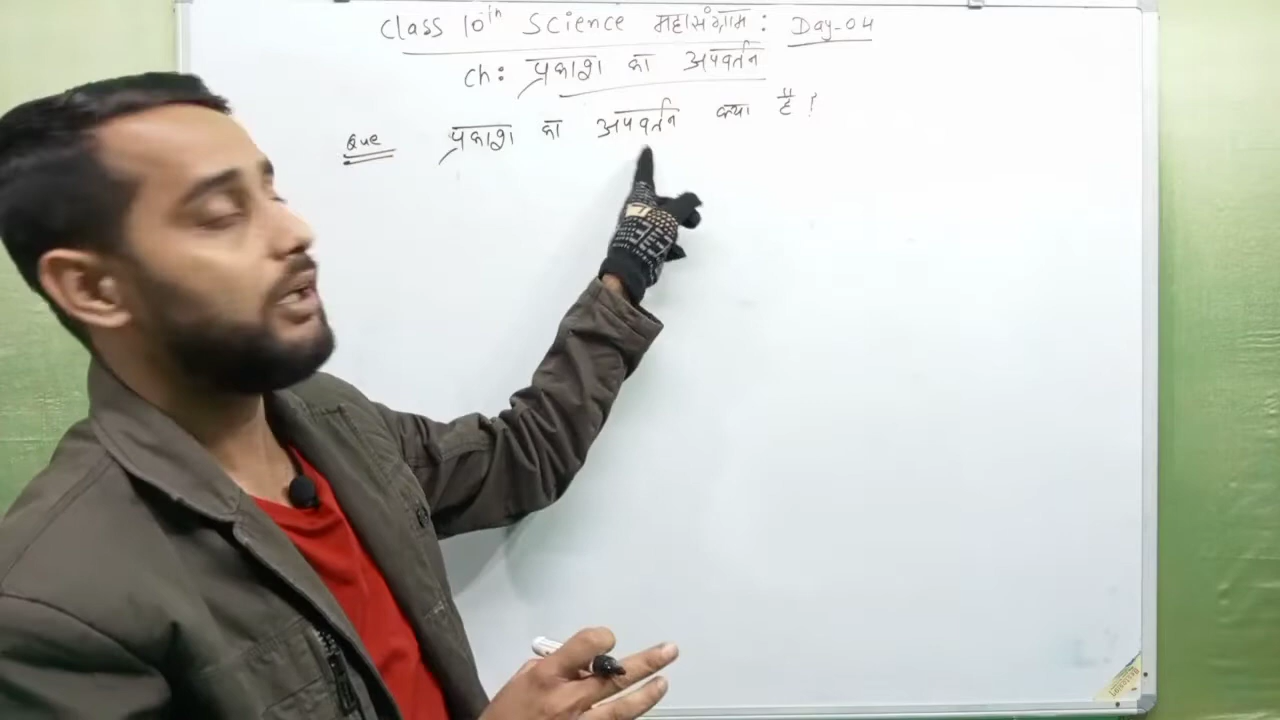 Class 10th Science महासंग्राम : Day-04
Ch: प्रकाश का अपवर्तन
Que प्रकाश का अपवर्तन क्या है !